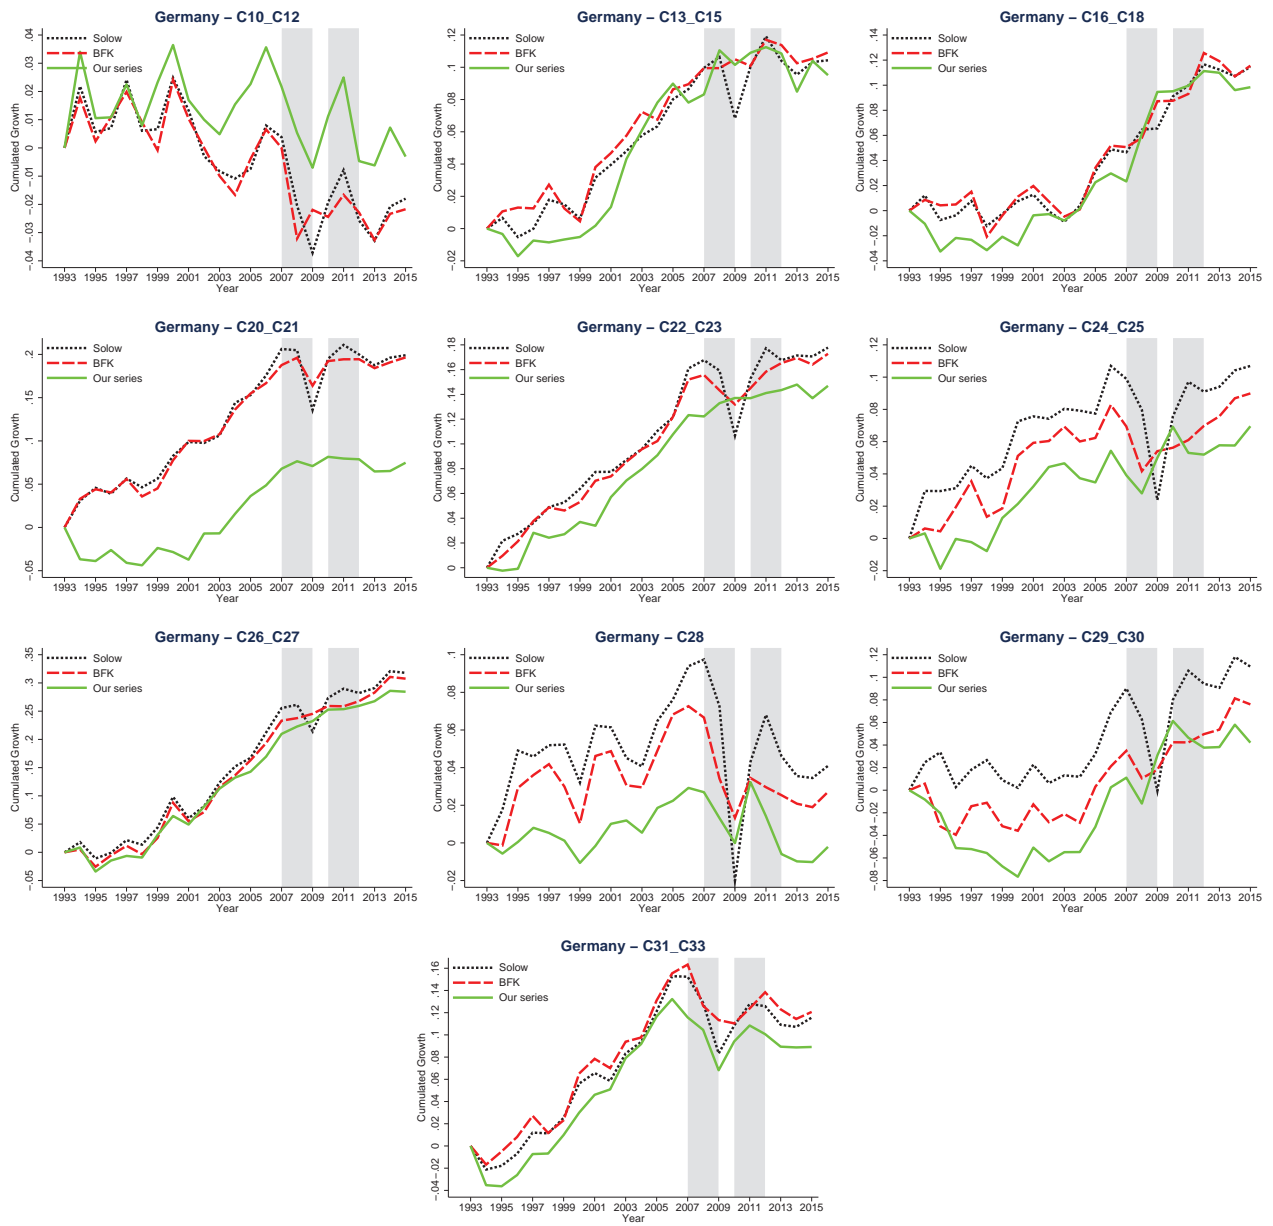 Germany – C10_C12
Solow
BFK
Our series
Cumulated Growth
.04
.03
.02
.01
0
-.01
-.02
-.03
-.04
1993 1995 1997 1999 2001 2003 2005 2007 2009 2011 2013 2015
Year
Germany – C13_C15
Solow
BFK
Our series
Cumulated Growth
.12
.1
.08
.06
.04
.02
0
-.02
1993 1995 1997 1999 2001 2003 2005 2007 2009 2011 2013 2015
Year
Germany – C16_C18
Solow
BFK
Our series
Cumulated Growth
.14
.12
.1
.08
.06
.04
.02
0
-.02
-.04
1993 1995 1997 1999 2001 2003 2005 2007 2009 2011 2013 2015
Year
Germany – C20_C21
Solow
BFK
Our series
Cumulated Growth
.2
.15
.1
.05
0
-.05
1993 1995 1997 1999 2001 2003 2005 2007 2009 2011 2013 2015
Year
Germany – C22_C23
Solow
BFK
Our series
Cumulated Growth
.18
.16
.14
.12
.1
.08
.06
.04
.02
0
1993 1995 1997 1999 2001 2003 2005 2007 2009 2011 2013 2015
Year
Germany – C24_C25
Solow
BFK
Our series
Cumulated Growth
.12
.1
.08
.06
.04
.02
0
-.02
1993 1995 1997 1999 2001 2003 2005 2007 2009 2011 2013 2015
Year
Germany – C26_C27
Solow
BFK
Our series
Cumulated Growth
.35
.3
.25
.2
.15
.1
.05
0
-.05
1993 1995 1997 1999 2001 2003 2005 2007 2009 2011 2013 2015
Year
Germany – C28
Solow
BFK
Our series
Cumulated Growth
.1
.08
.06
.04
.02
0
-.02
1993 1995 1997 1999 2001 2003 2005 2007 2009 2011 2013 2015
Year
Germany – C29_C30
Solow
BFK
Our series
Cumulated Growth
.12
.1
.08
.06
.04
.02
0
-.02
-.04
-.06
-.08
1993 1995 1997 1999 2001 2003 2005 2007 2009 2011 2013 2015
Year
Germany – C31_C33
Solow
BFK
Our series
Cumulated Growth
.16
.14
.12
.1
.08
.06
.04
.02
0
-.02
-.04
1993 1995 1997 1999 2001 2003 2005 2007 2009 2011 2013 2015
Year